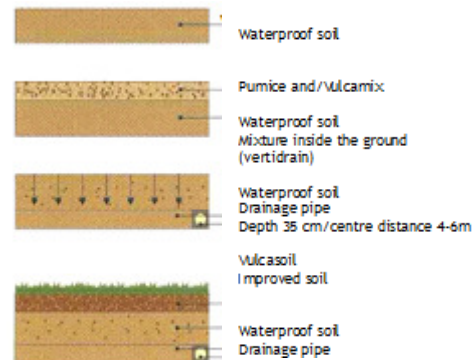 Waterproof soil
Pumice and/Vulcamix
Waterproof soil
Mixture inside the ground
(vertidrain)
Waterproof soil
Drainage pipe
Depth 35 cm/centre distance 4-6m
Vulcasoil
Improved soil
Waterproof soil
Drainage pipe